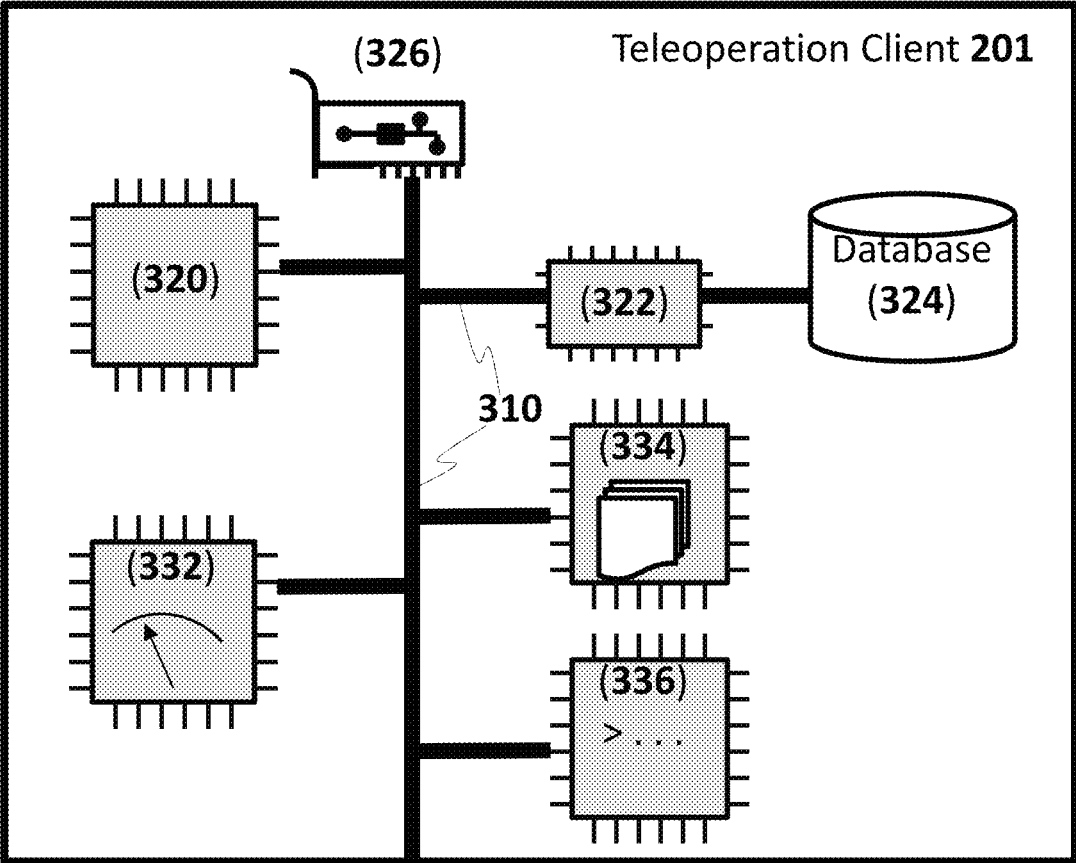 (326)
Teleoperation Client 201
(320)
(322)
Database
(324)
310
(334)
(332)
(336)
> . . .